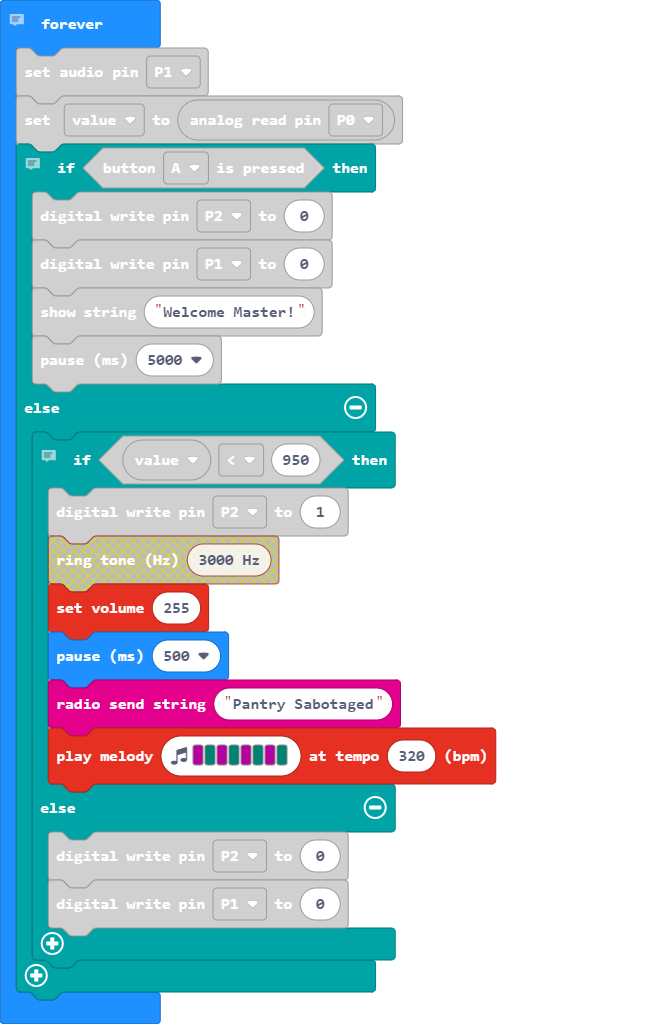 forever
set audio pin P1
set value to analog read pin P0
if button A is pressed then
digital write pin P2 to 0
digital write pin P1 to 0
show string "Welcome Master!"
pause (ms) 5000
else
if value < 950 then
digital write pin P2 to 1
ring tone (Hz) 3000 Hz
set volume 255
pause (ms) 500
radio send string "Pantry Sabotaged"
play melody at tempo 320 (bpm)
else
digital write pin P2 to 0
digital write pin P1 to 0